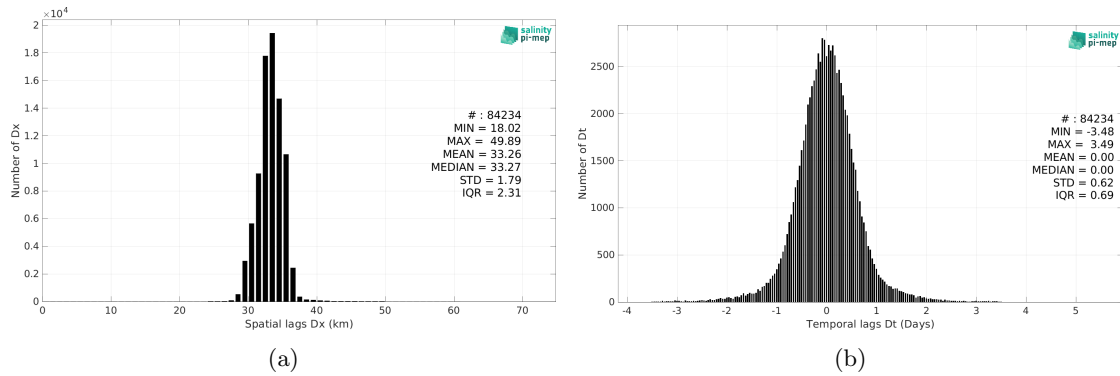 ×10⁴
2
1.8
1.6
1.4
1.2
1
0.8
0.6
0.4
0.2
0
Number of Dx
salinity
pi-mep
# : 84234
MIN = 18.02
MAX = 49.89
MEAN = 33.26
MEDIAN = 33.27
STD = 1.79
IQR = 2.31
0 10 20 30 40 50 60 70
Spatial lags Dx (km)
(a)
2500
2000
1500
1000
500
0
Number of Dt
salinity
pi-mep
# : 84234
MIN = -3.48
MAX = 3.49
MEAN = 0.00
MEDIAN = 0.00
STD = 0.62
IQR = 0.69
-4 -3 -2 -1 0 1 2 3 4 5
Temporal lags Dt (Days)
(b)